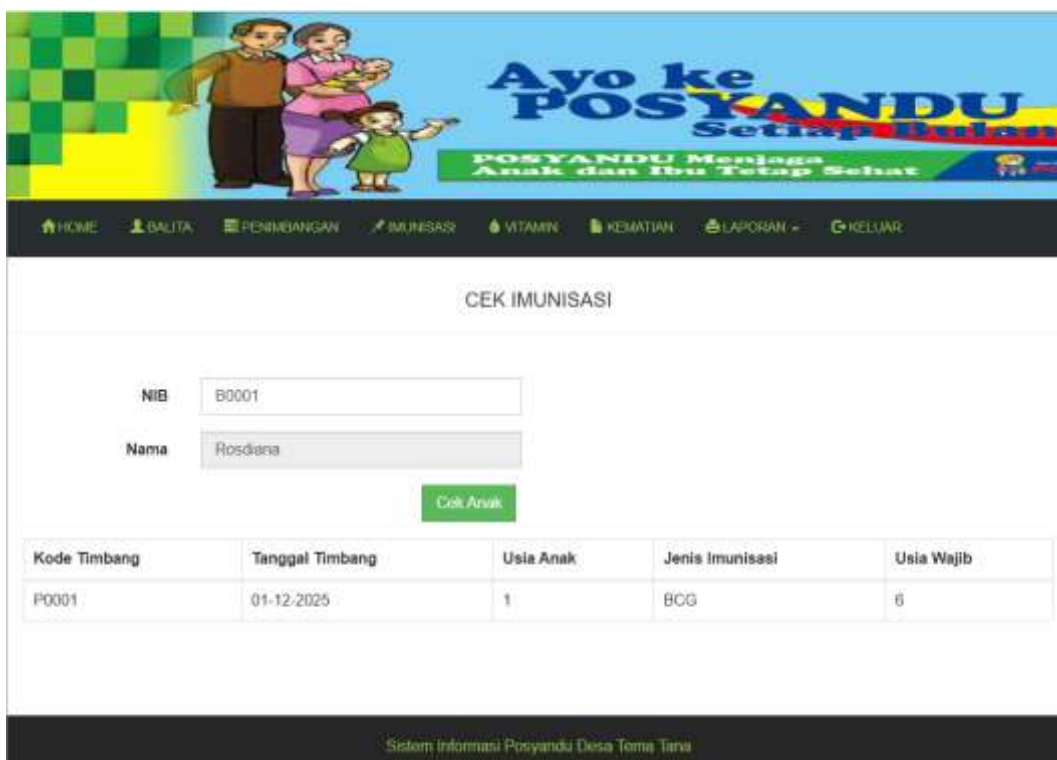 Ayo ke
POSYANDU
Setiap Bulan
POSYANDU Menjaga
Anak dan Ibu Tetap Sehat
HOME BALITA PENIMBANGAN IMUNISASI VITAMIN KEMATIAN LAPORAN KELUAR
CEK IMUNISASI
NIB B0001
Nama Rosdiana
Cek Anak
Kode Timbang Tanggal Timbang Usia Anak Jenis Imunisasi Usia Wajib
P0001 01-12-2025 1 BCG 6
Sistem Informasi Posyandu Desa Tema Tana